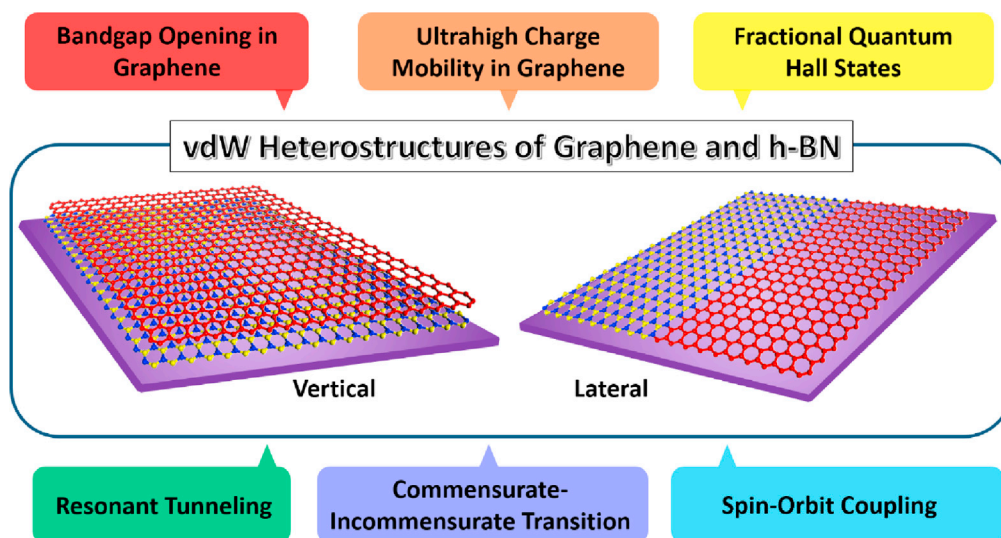 Bandgap Opening in
Graphene
Ultrahigh Charge
Mobility in Graphene
Fractional Quantum
Hall States
vdW Heterostructures of Graphene and h-BN
Vertical
Lateral
Resonant Tunneling
Commensurate-
Incommensurate Transition
Spin-Orbit Coupling